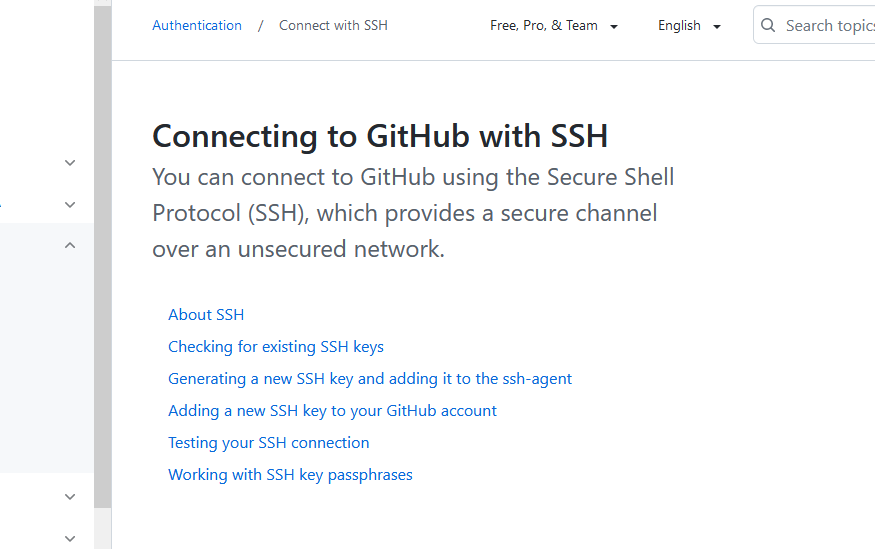 Authentication / Connect with SSH Free, Pro, & Team English Search topics
Connecting to GitHub with SSH
You can connect to GitHub using the Secure Shell
Protocol (SSH), which provides a secure channel
over an unsecured network.
About SSH
Checking for existing SSH keys
Generating a new SSH key and adding it to the ssh-agent
Adding a new SSH key to your GitHub account
Testing your SSH connection
Working with SSH key passphrases